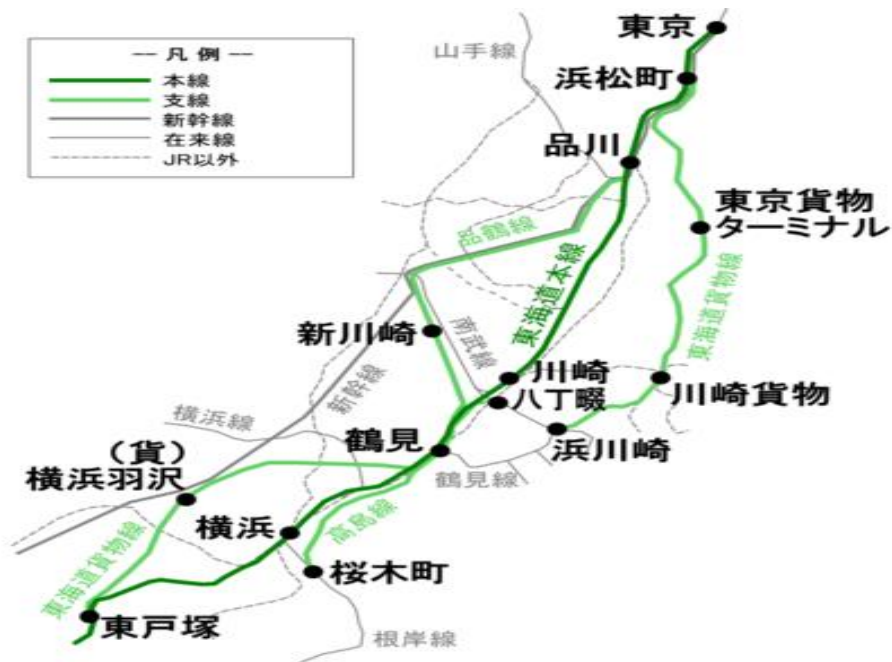 -- 凡例 --
本線
支線
新幹線
在来線
JR以外
山手線
東京
浜松町
品川
東京貨物
ターミナル
品鶴線
東海道本線
東海道貨物線
新川崎
南武線
新幹線
川崎
八丁畷
川崎貨物
浜川崎
横浜線
鶴見
鶴見線
(貨)
横浜羽沢
横浜
高島線
桜木町
東海道貨物線
東戸塚
根岸線